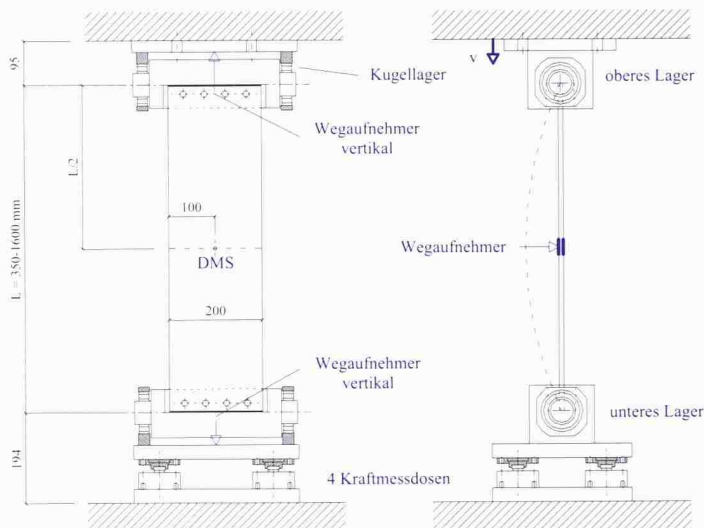 95
Kugellager
v
oberes Lager
Wegaufnehmer
vertikal
L/2
100
Wegaufnehmer
DMS
L = 350-1600 mm
200
Wegaufnehmer
vertikal
unteres Lager
194
4 Kraftmessdosen